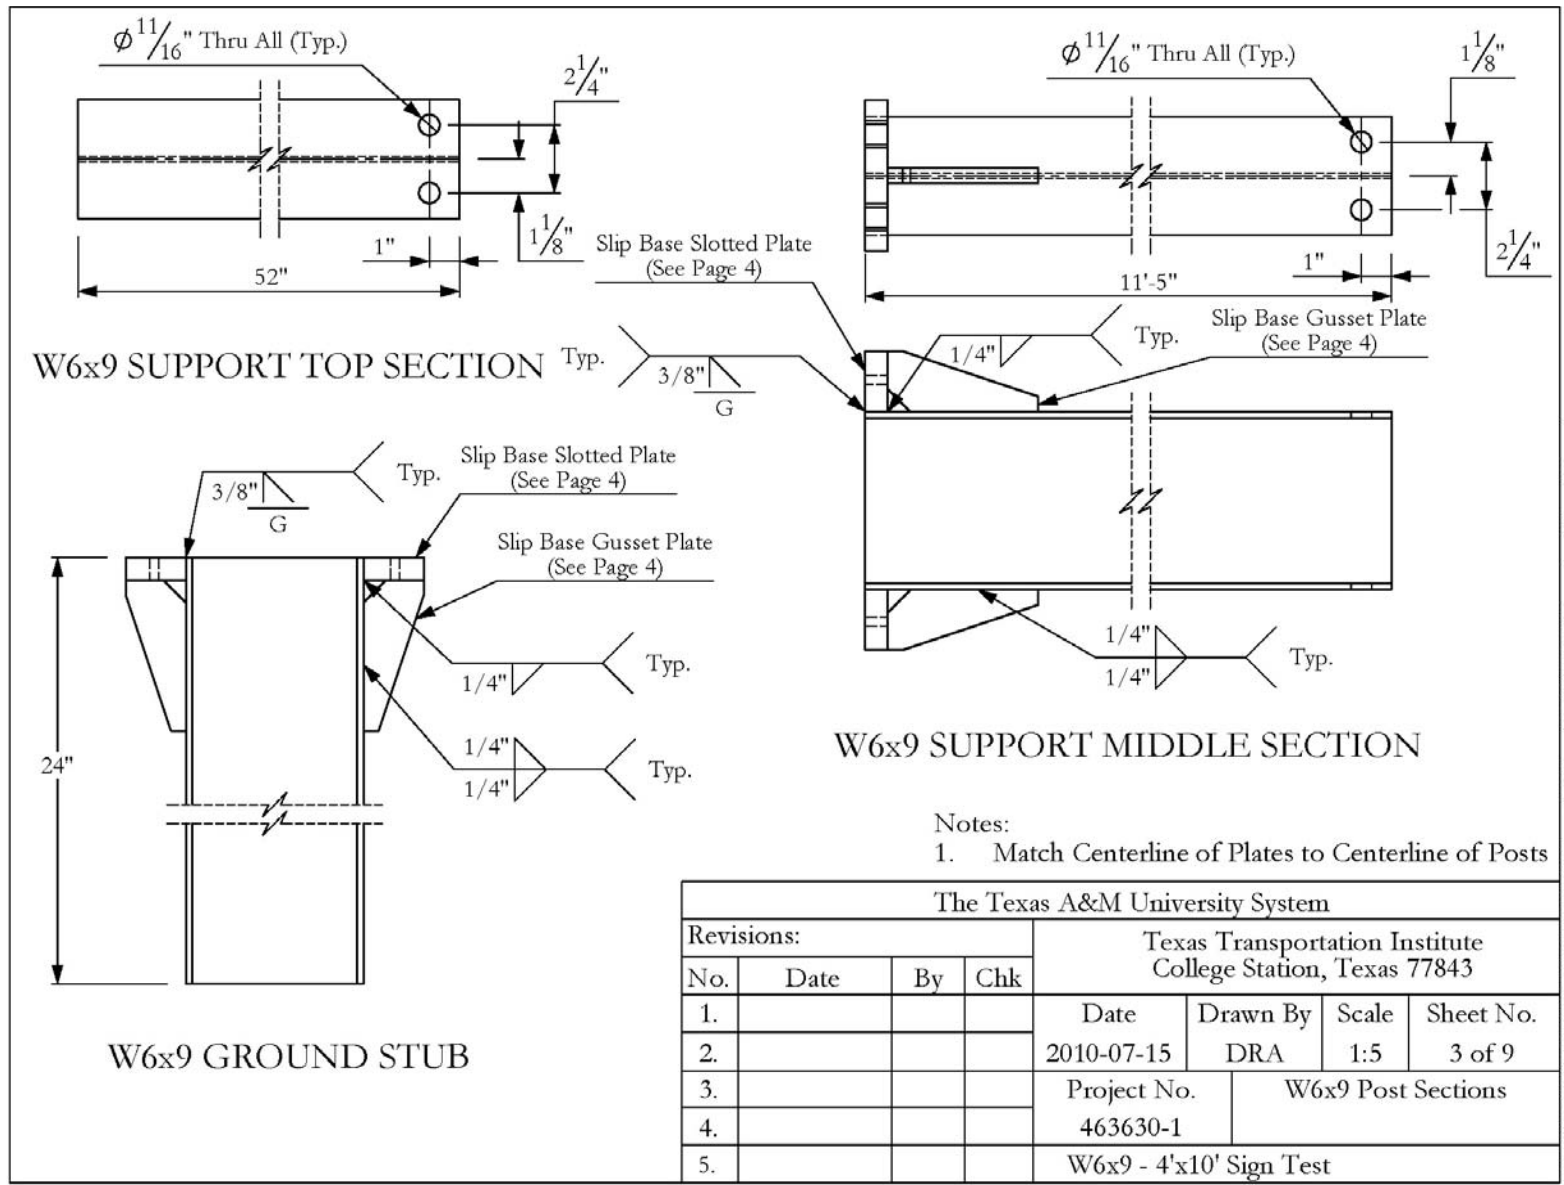 Ø 11/16" Thru All (Typ.)
2 1/4"
1 1/8"
1"
52"
W6x9 SUPPORT TOP SECTION
Ø 11/16" Thru All (Typ.)
1 1/8"
2 1/4"
1"
11'-5"
Slip Base Slotted Plate
(See Page 4)
Typ.
3/8"
G
1/4"
Typ.
Slip Base Gusset Plate
(See Page 4)
1/4"
1/4"
Typ.
W6x9 SUPPORT MIDDLE SECTION
3/8"
G
Typ.
Slip Base Slotted Plate
(See Page 4)
Slip Base Gusset Plate
(See Page 4)
1/4"
Typ.
1/4"
1/4"
Typ.
24"
W6x9 GROUND STUB
Notes:
1. Match Centerline of Plates to Centerline of Posts
The Texas A&M University System
Revisions:
No. Date By Chk
1.
2.
3.
4.
5.
Texas Transportation Institute
College Station, Texas 77843
Date Drawn By Scale Sheet No.
2010-07-15 DRA 1:5 3 of 9
Project No. W6x9 Post Sections
463630-1
W6x9 - 4'x10' Sign Test